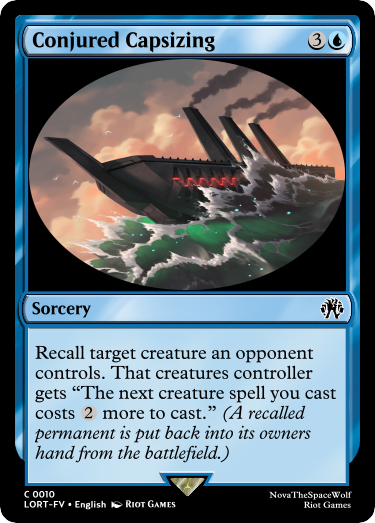 Conjured Capsizing 3
Sorcery
Recall target creature an opponent
controls. That creatures controller
gets “The next creature spell you cast
costs 2 more to cast.” (A recalled
permanent is put back into its owners
hand from the battlefield.)
C 0010
LORT-FV • English Riot Games
NovaTheSpaceWolf
Riot Games